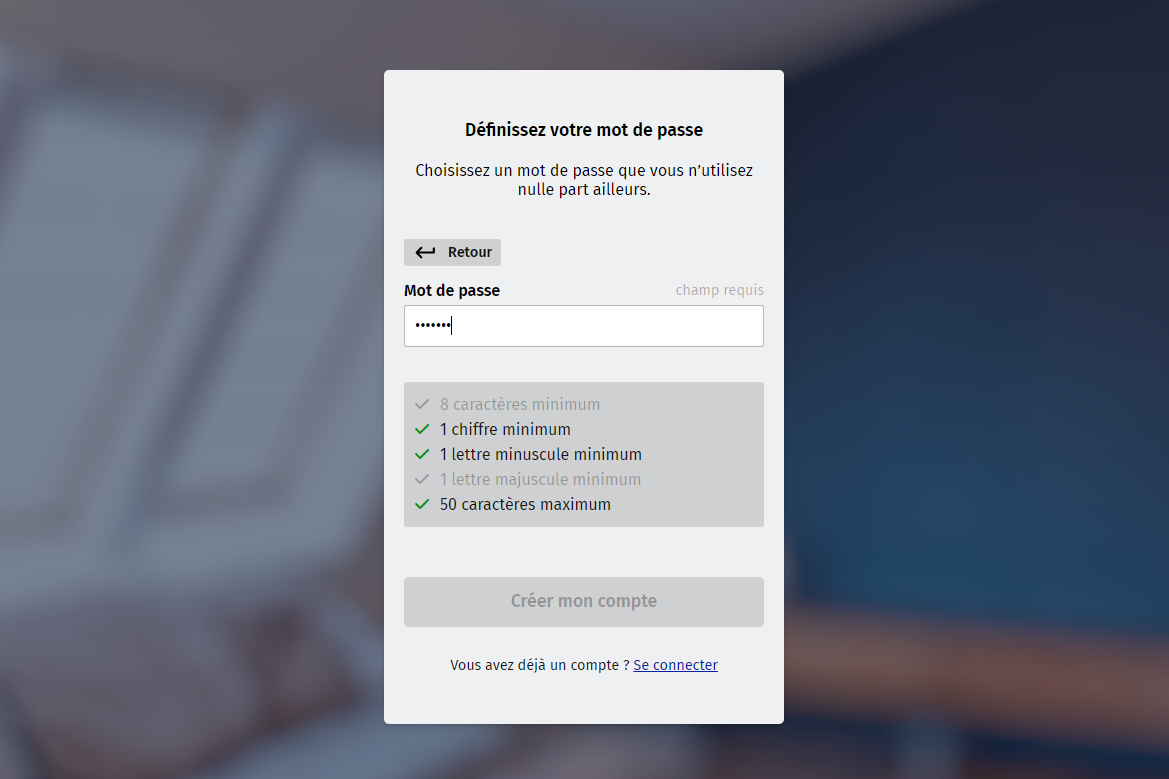 Définissez votre mot de passe
Choisissez un mot de passe que vous n’utilisez
nulle part ailleurs.
Retour
Mot de passe
champ requis
•••••••
8 caractères minimum
1 chiffre minimum
1 lettre minuscule minimum
1 lettre majuscule minimum
50 caractères maximum
Créer mon compte
Vous avez déjà un compte ? Se connecter